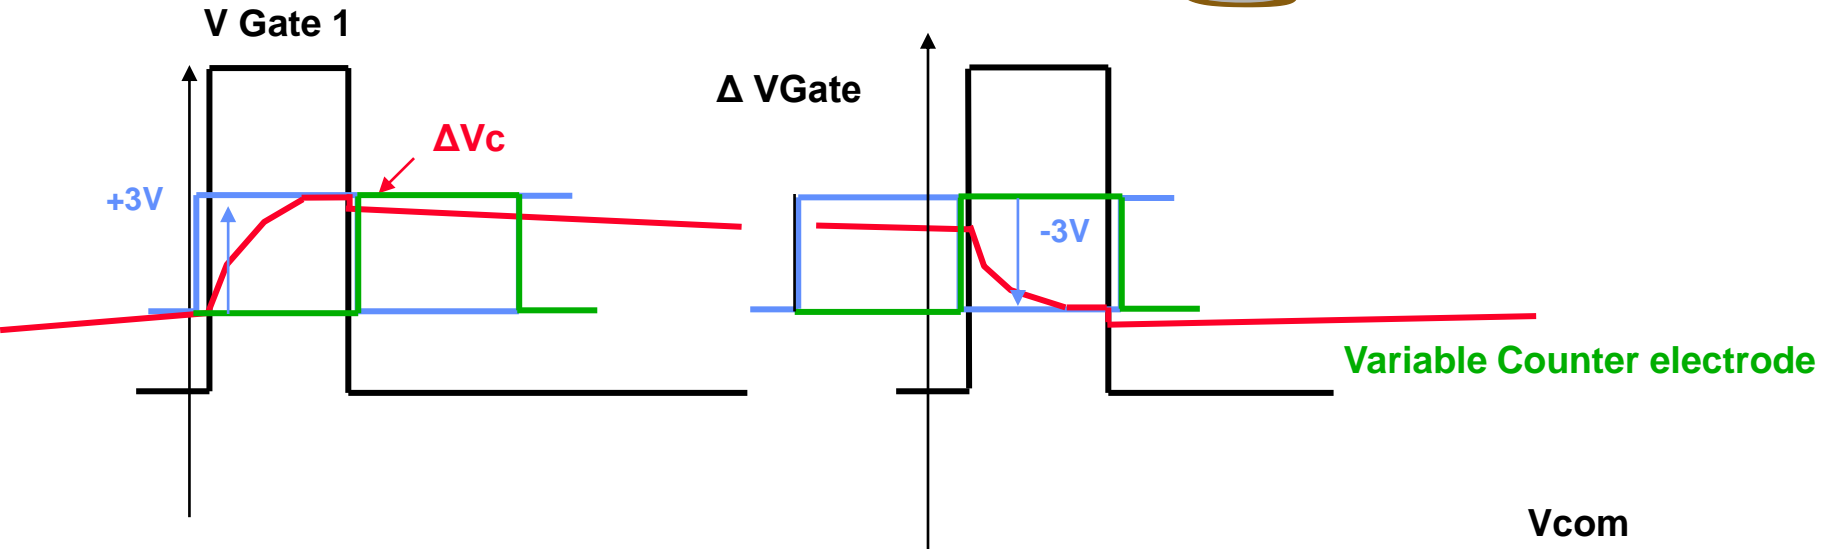 V Gate 1
Δ VGate
ΔVc
+3V
-3V
Variable Counter electrode
Vcom